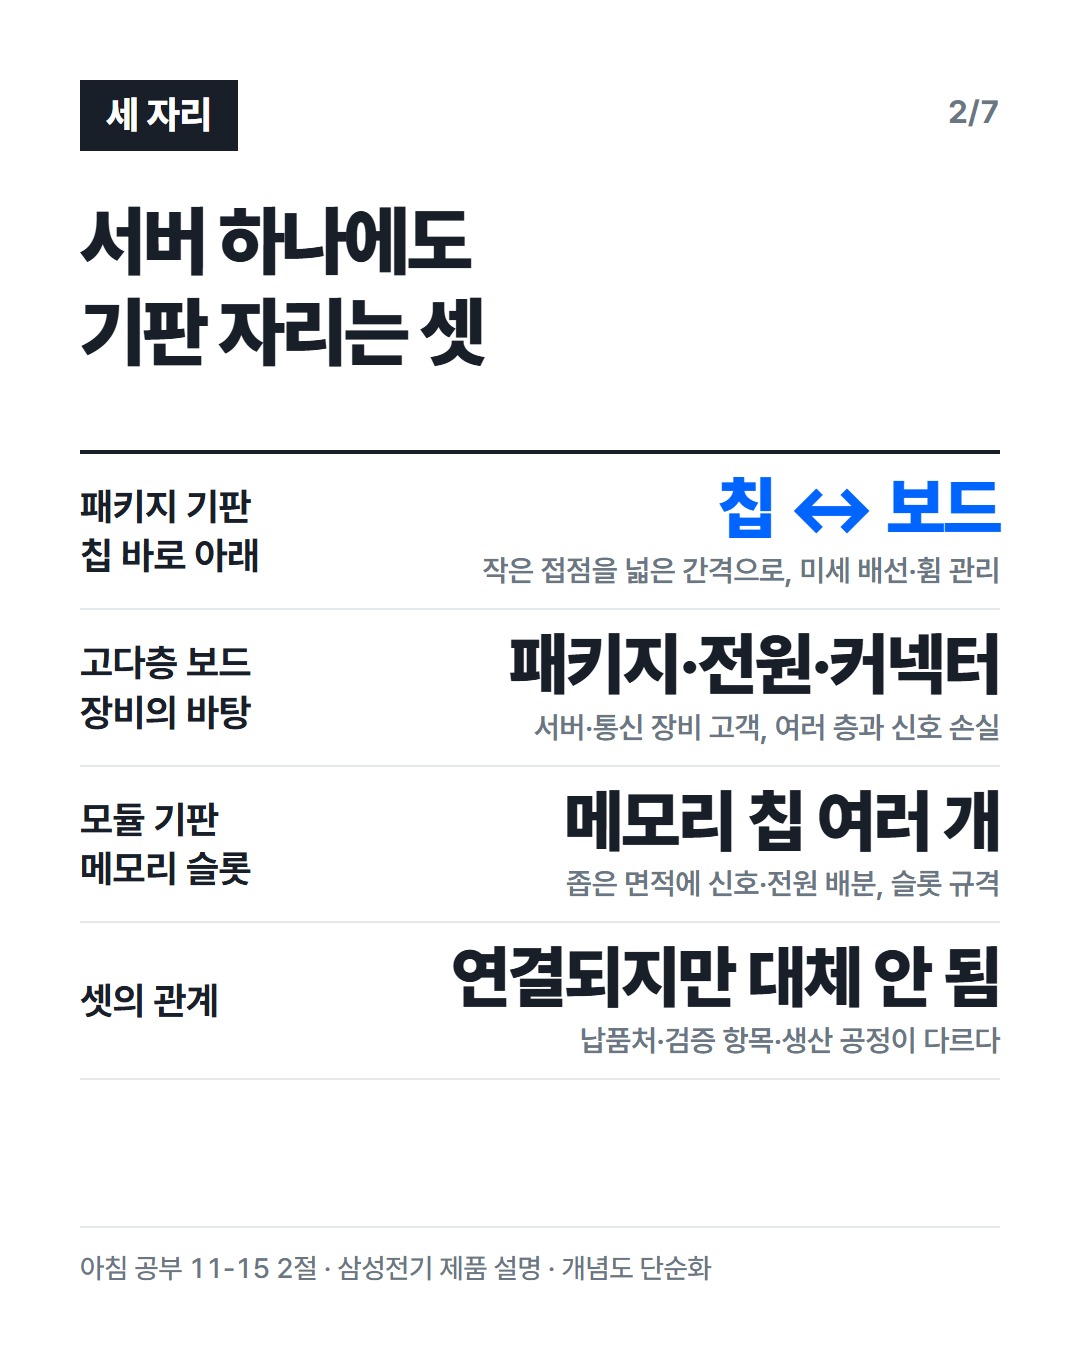 세 자리
2/7
서버 하나에도
기판 자리는 셋
패키지 기판
칩 바로 아래
칩 ↔ 보드
작은 접점을 넓은 간격으로, 미세 배선·휨 관리
고다층 보드
장비의 바탕
패키지·전원·커넥터
서버·통신 장비 고객, 여러 층과 신호 손실
모듈 기판
메모리 슬롯
메모리 칩 여러 개
좁은 면적에 신호·전원 배분, 슬롯 규격
셋의 관계
연결되지만 대체 안 됨
납품처·검증 항목·생산 공정이 다르다
아침 공부 11-15 2절 · 삼성전기 제품 설명 · 개념도 단순화